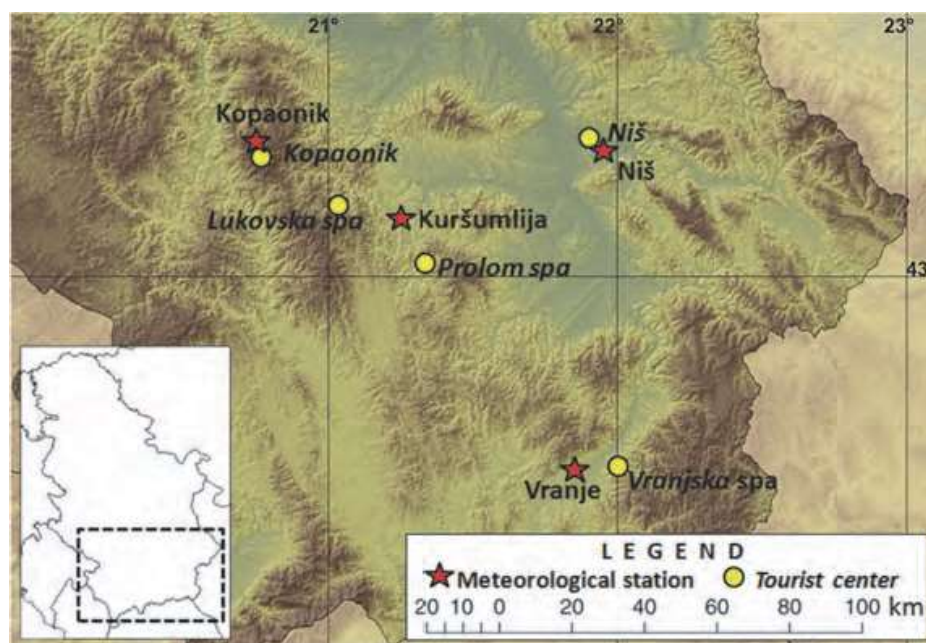 21 22 23
Kopaonik
Kopaonik
Niš
Niš
Lukovska spa
Kuršumlija
Prolom spa
43
Vranje
Vranjska spa
L E G E N D
Meteorological station Tourist center
20 10 0 20 40 60 80 100 km